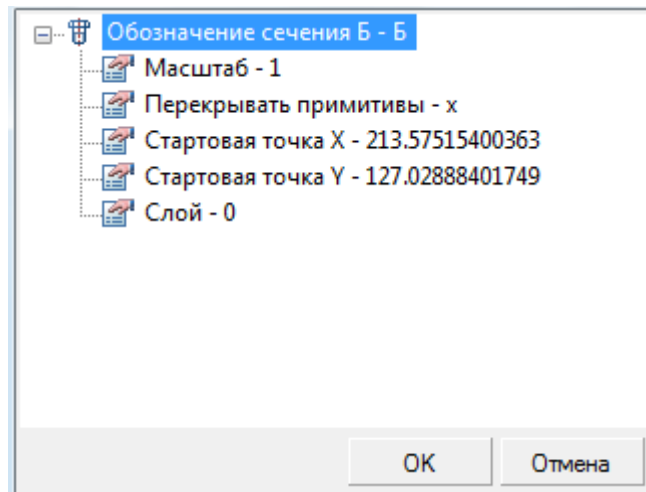 Обозначение сечения Б - Б
Масштаб - 1
Перекрывать примитивы - x
Стартовая точка X - 213.57515400363
Стартовая точка Y - 127.02888401749
Слой - 0
OK Отмена